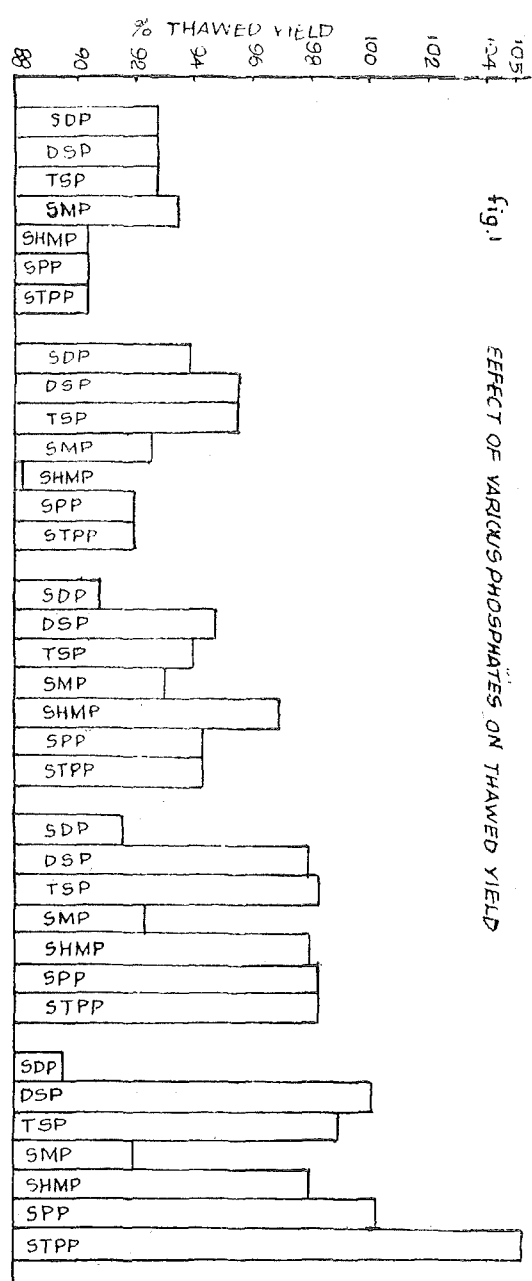 % THAWED YIELD
88
90
92
94
96
98
100
102
104
105
fig.1
EFFECT OF VARIOUS PHOSPHATES ON THAWED YIELD
SDP
DSP
TSP
SMP
SHMP
SPP
STPP
SDP
DSP
TSP
SMP
SHMP
SPP
STPP
SDP
DSP
TSP
SMP
SHMP
SPP
STPP
SDP
DSP
TSP
SMP
SHMP
SPP
STPP
SDP
DSP
TSP
SMP
SHMP
SPP
STPP